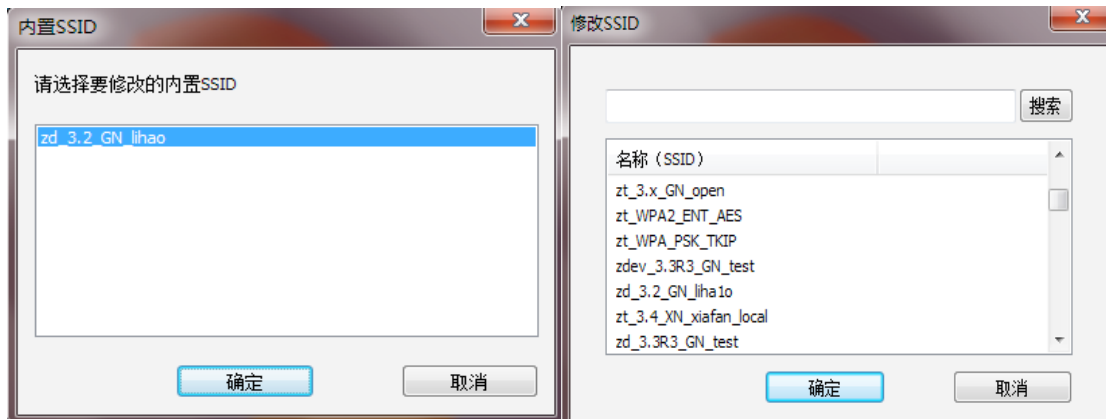 内置SSID
请选择要修改的内置SSID
zd_3.2_GN_lihao
确定
取消
修改SSID
搜索
名称（SSID）
zt_3.x_GN_open
zt_WPA2_ENT_AES
zt_WPA_PSK_TKIP
zdev_3.3R3_GN_test
zd_3.2_GN_liha1o
zt_3.4_XN_xiafan_local
zd_3.3R3_GN_test
确定
取消